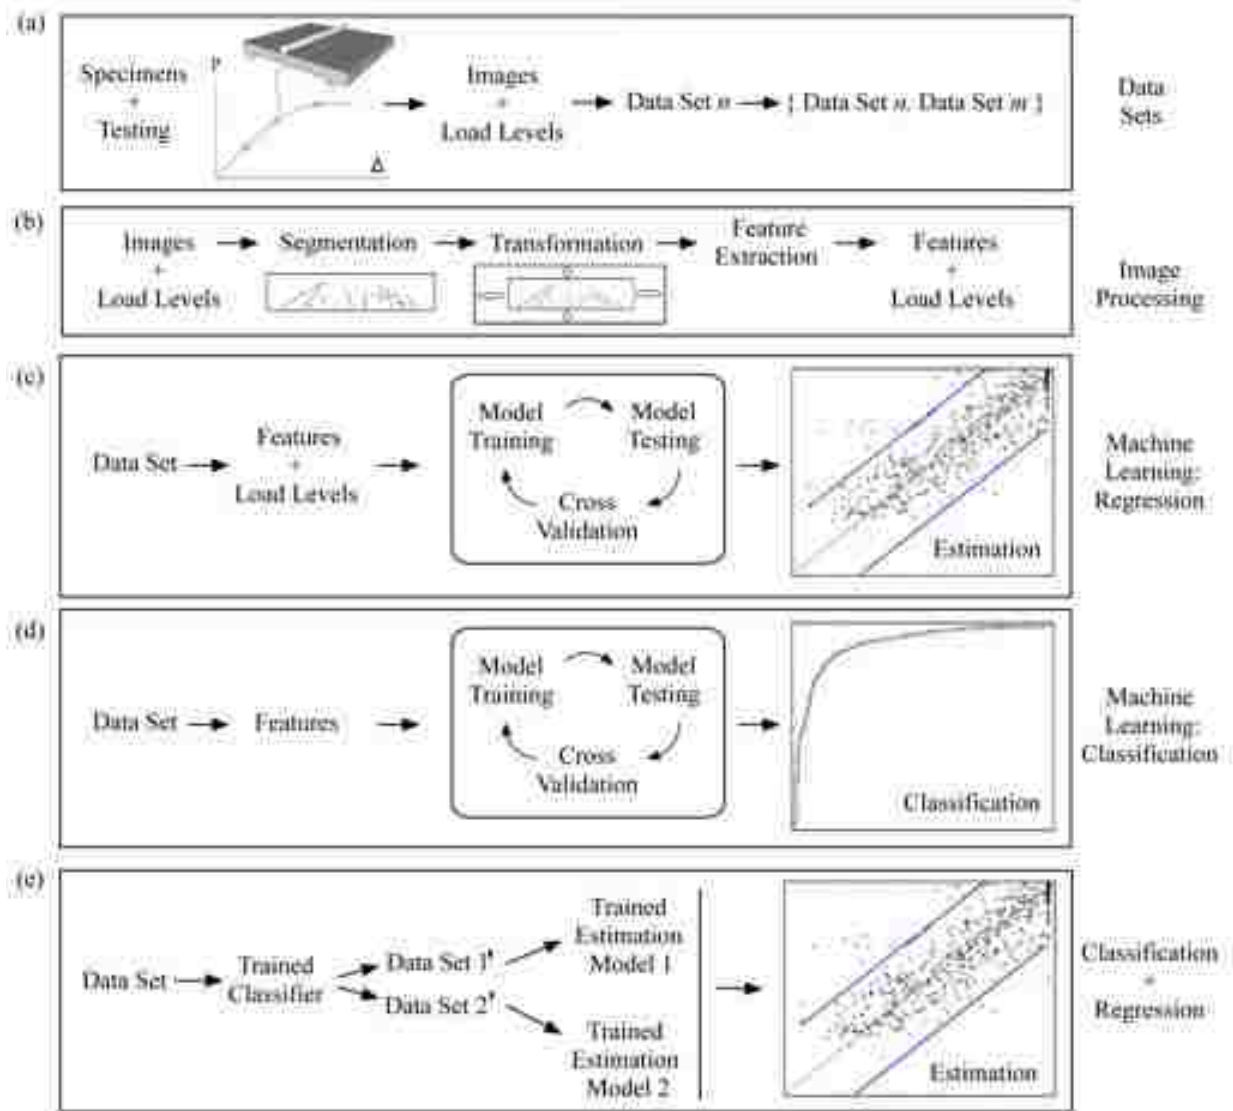 (a)
Specimens
+
Testing
P
Δ
Images
+
Load Levels
Data Set n
{ Data Set n, Data Set m }
Data
Sets
(b)
Images
+
Load Levels
Segmentation
Transformation
Feature
Extraction
Features
+
Load Levels
Image
Processing
(c)
Data Set
Features
+
Load Levels
Model
Training
Model
Testing
Cross
Validation
Estimation
Machine
Learning:
Regression
(d)
Data Set
Features
Model
Training
Model
Testing
Cross
Validation
Classification
Machine
Learning:
Classification
(e)
Data Set
Trained
Classifier
Data Set 1'
Data Set 2'
Trained
Estimation
Model 1
Trained
Estimation
Model 2
Estimation
Classification
+
Regression